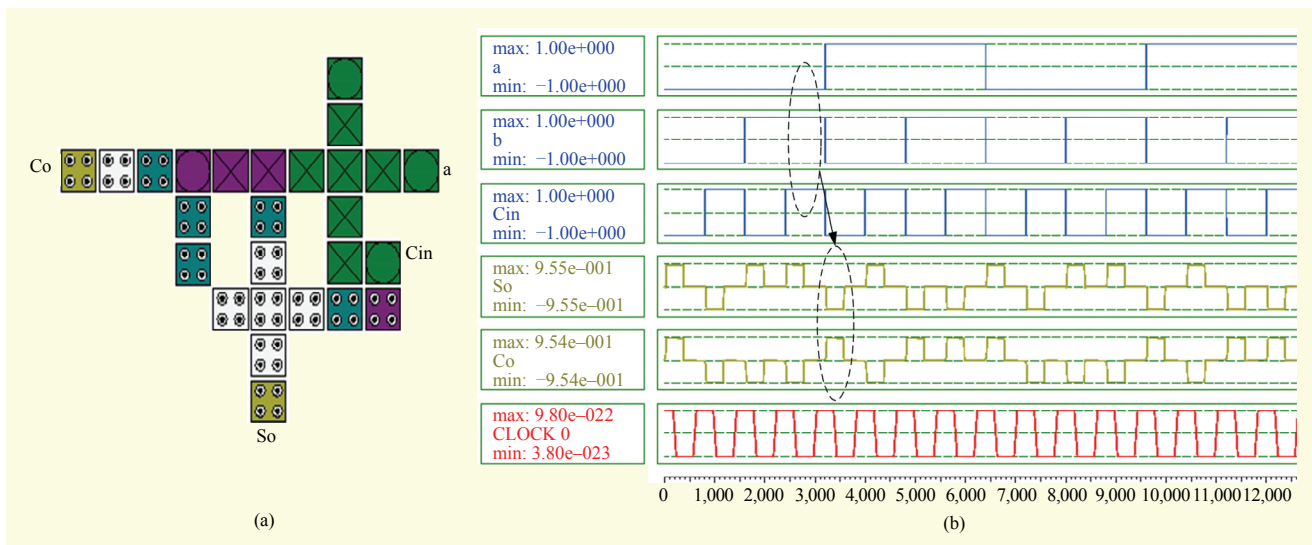 Co
a
Cin
So
(a)
max: 1.00e+000
a
min: −1.00e+000
max: 1.00e+000
b
min: −1.00e+000
max: 1.00e+000
Cin
min: −1.00e+000
max: 9.55e–001
So
min: −9.55e–001
max: 9.54e–001
Co
min: −9.54e–001
max: 9.80e–022
CLOCK 0
min: 3.80e–023
0 1,000 2,000 3,000 4,000 5,000 6,000 7,000 8,000 9,000 10,000 11,000 12,000
(b)